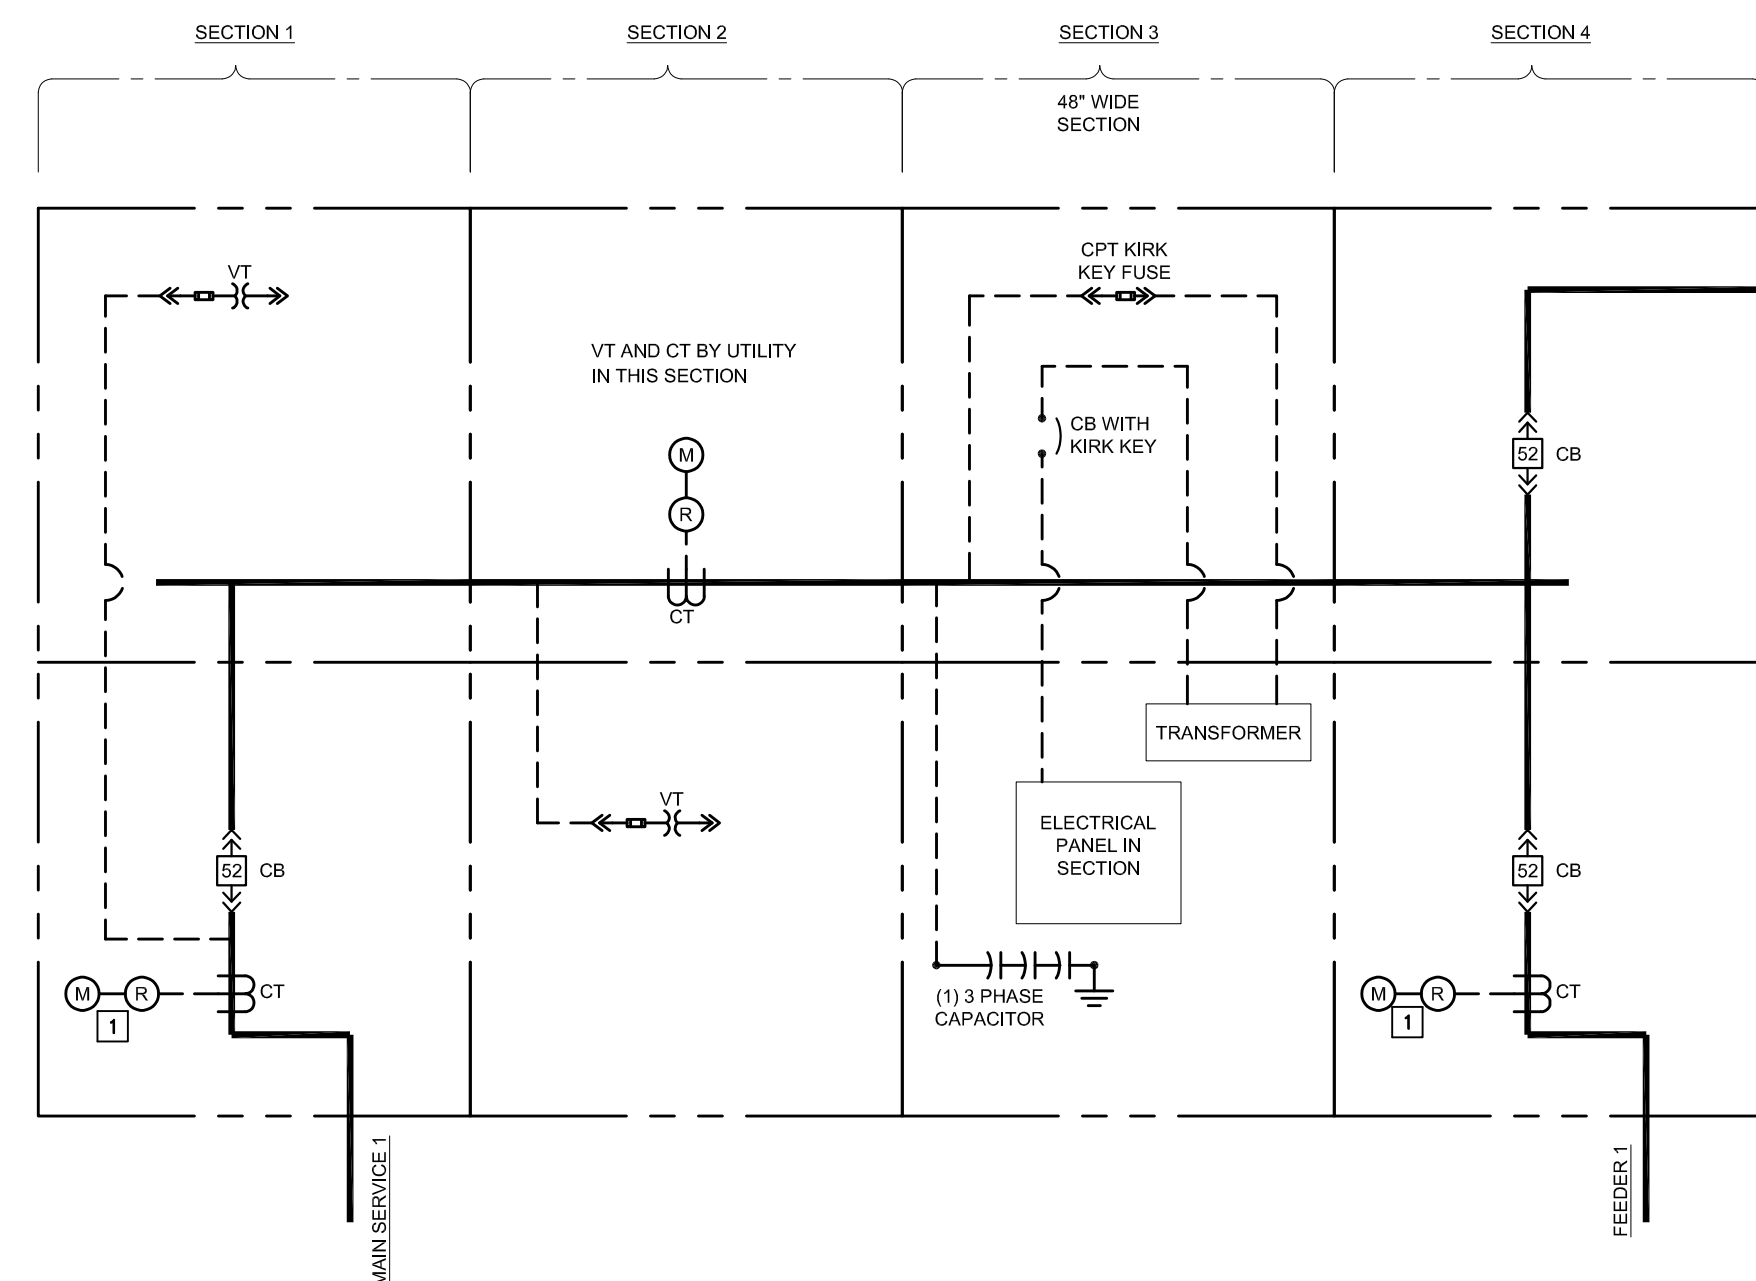 SECTION 1
SECTION 2
SECTION 3
SECTION 4
48" WIDE
SECTION
VT
CPT KIRK
KEY FUSE
VT AND CT BY UTILITY
IN THIS SECTION
CB WITH
KIRK KEY
M
R
CT
52 CB
TRANSFORMER
VT
ELECTRICAL
PANEL IN
SECTION
52 CB
52 CB
M R CT
1
(1) 3 PHASE
CAPACITOR
M R CT
1
MAIN SERVICE 1
FEEDER 1